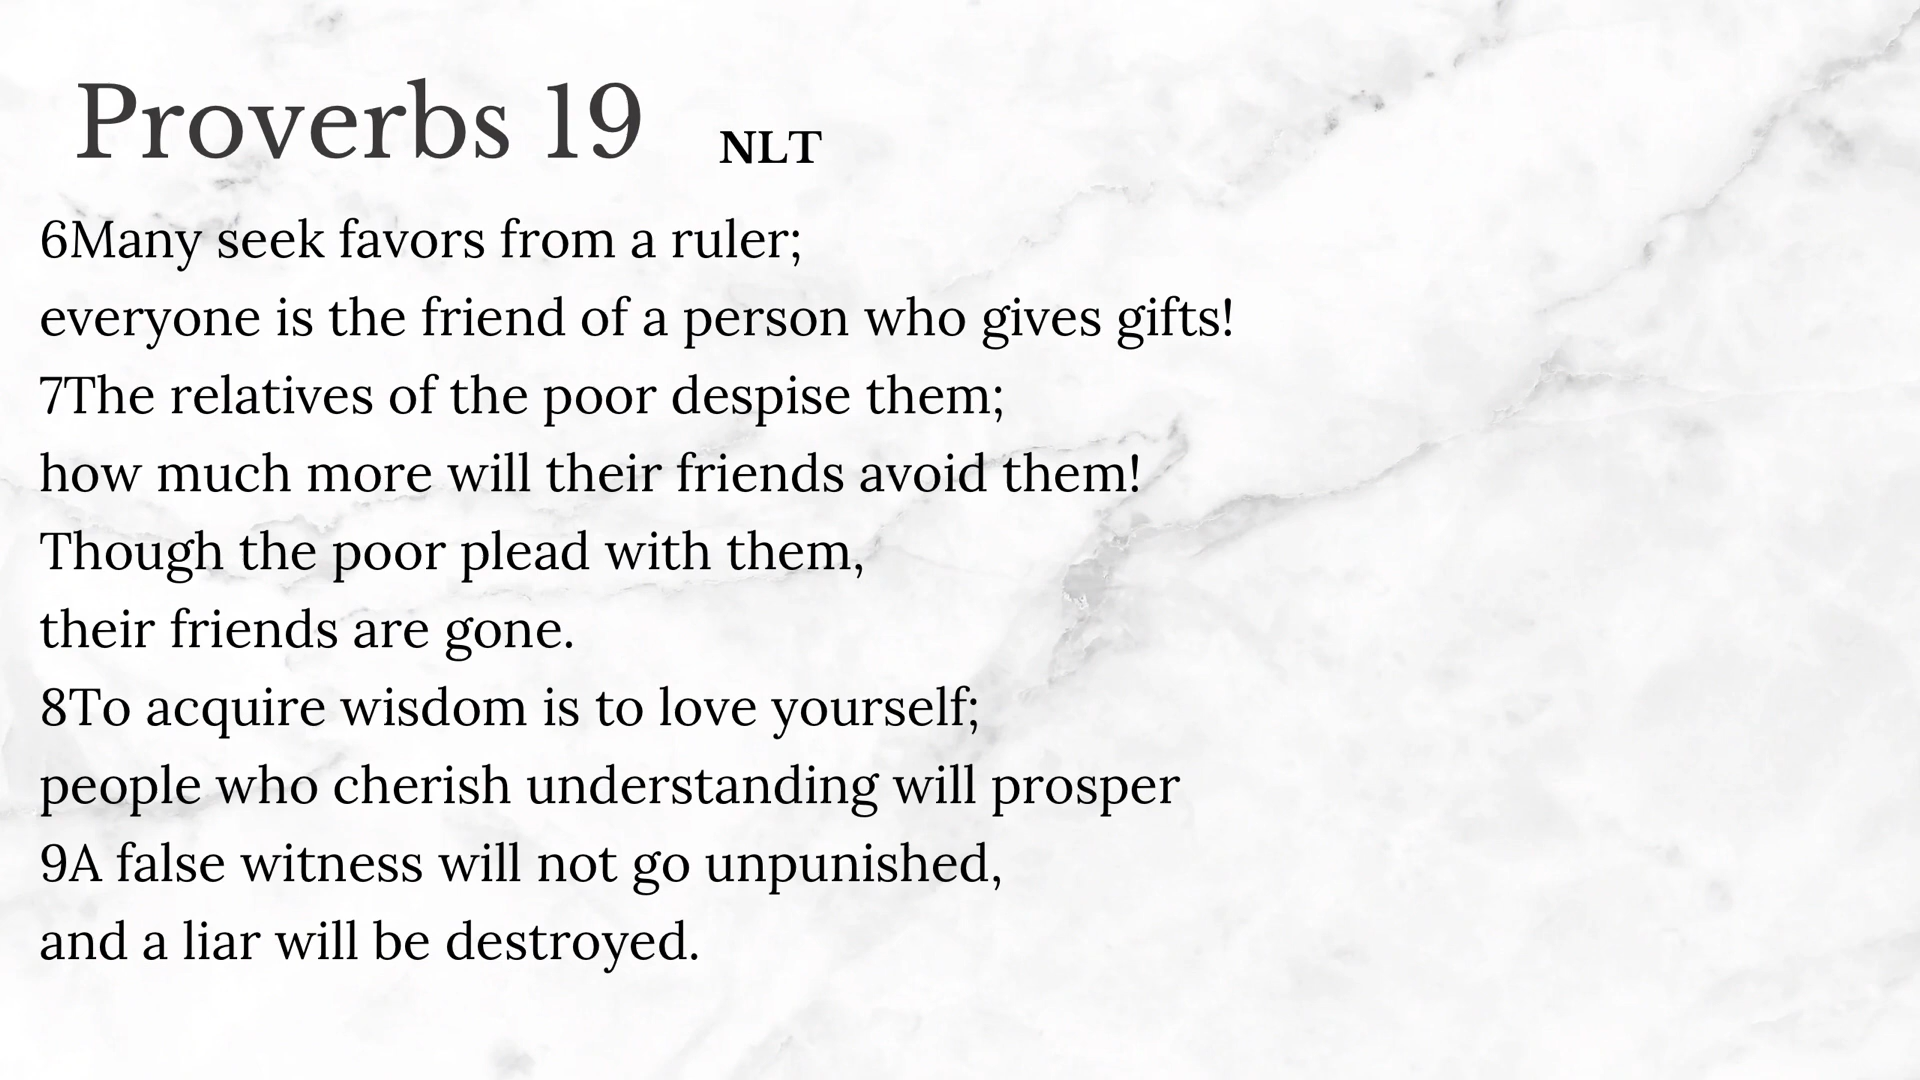 Proverbs 19 NLT
6Many seek favors from a ruler;
everyone is the friend of a person who gives gifts!
7The relatives of the poor despise them;
how much more will their friends avoid them!
Though the poor plead with them,
their friends are gone.
8To acquire wisdom is to love yourself;
people who cherish understanding will prosper
9A false witness will not go unpunished,
and a liar will be destroyed.